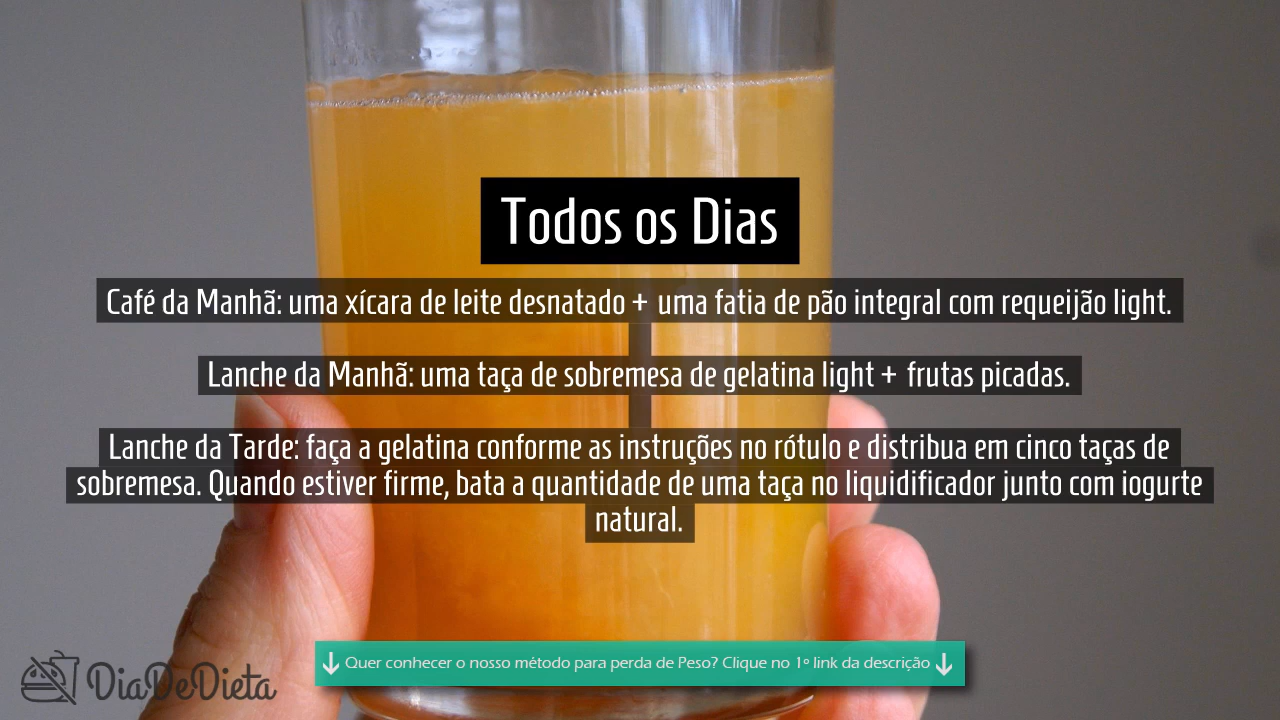 Todos os Dias
Café da Manhã: uma xícara de leite desnatado + uma fatia de pão integral com requeijão light.
Lanche da Manhã: uma taça de sobremesa de gelatina light + frutas picadas.
Lanche da Tarde: faça a gelatina conforme as instruções no rótulo e distribua em cinco taças de
sobremesa. Quando estiver firme, bata a quantidade de uma taça no liquidificador junto com iogurte
natural.
Quer conhecer o nosso método para perda de Peso? Clique no 1º link da descrição
DiaDeDieta